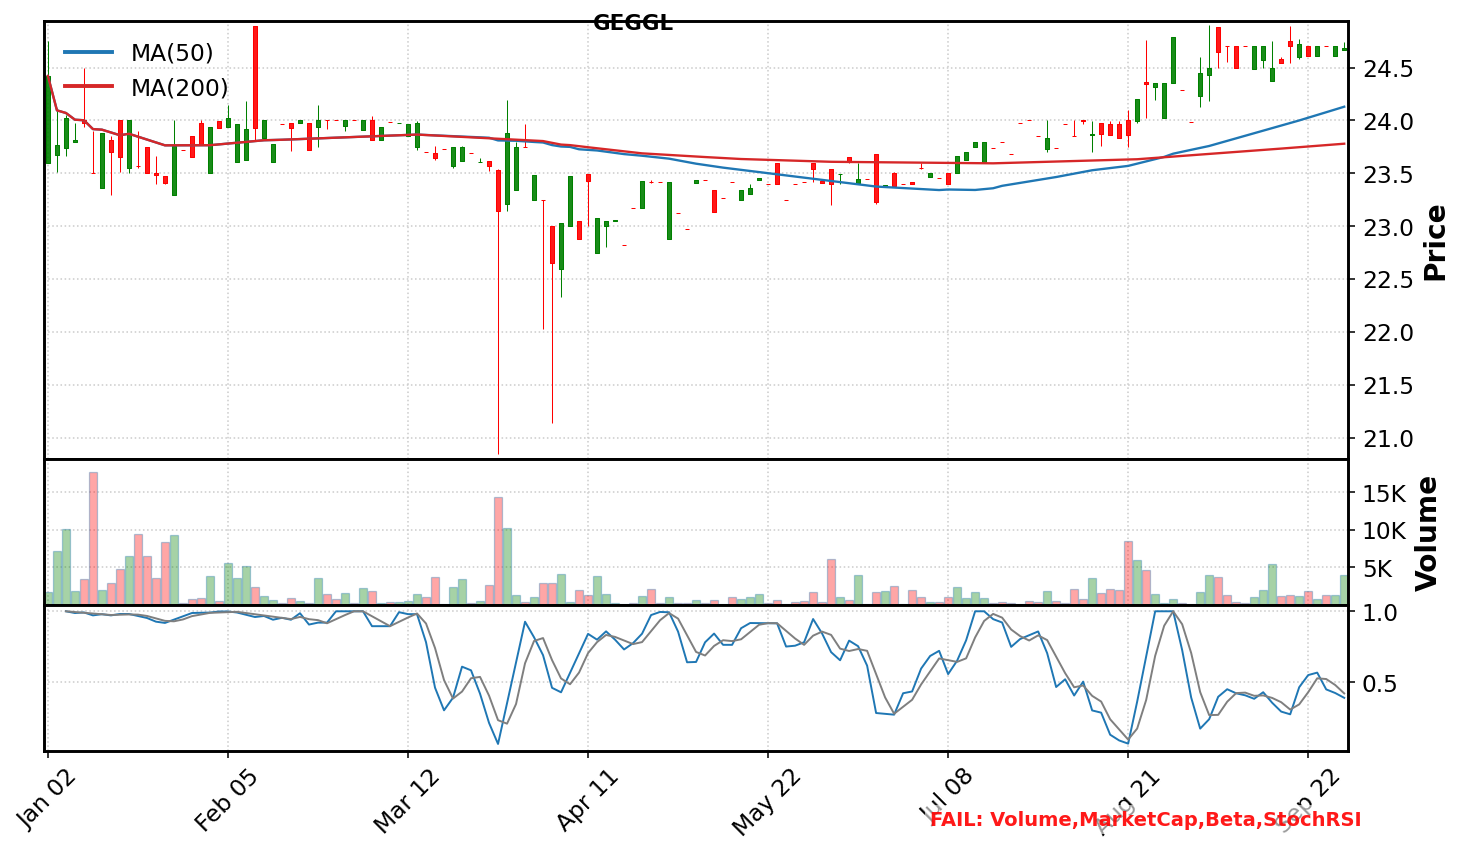 GEGGL
MA(50)
MA(200)
24.5
24.0
23.5
23.0
22.5
22.0
21.5
21.0
Price
15K
10K
5K
Volume
1.0
0.5
Jan 02
Feb 05
Mar 12
Apr 11
May 22
Jul 08
Aug 21
Sep 22
FAIL: Volume,MarketCap,Beta,StochRSI